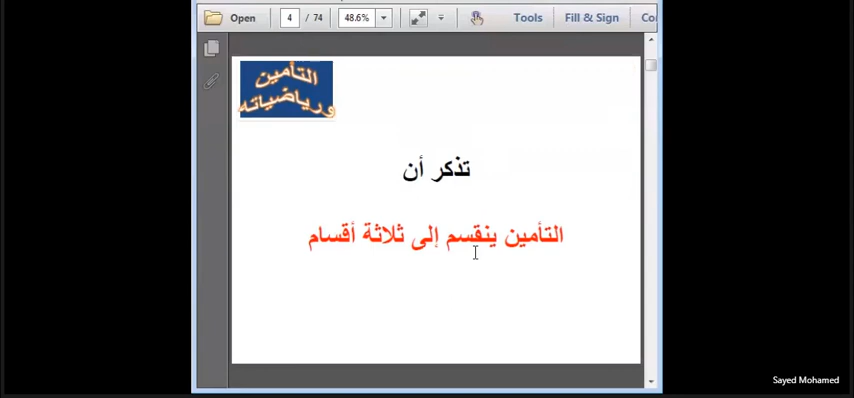 Open 4 / 74 48.6% Tools Fill & Sign Co
التأمين
ورياضياته
تذكر أن
التأمين ينقسم إلى ثلاثة أقسام
Sayed Mohamed